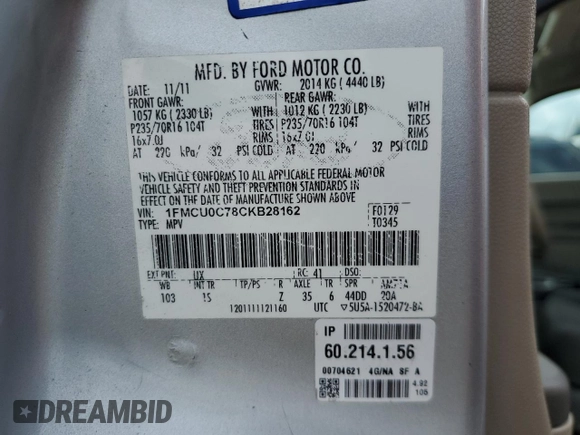 MFD. BY FORD MOTOR CO.
DATE: 11/11 GVWR: 2014 KG ( 4440 LB)
FRONT GAWR: REAR GAWR:
1057 KG ( 2330 LB) WITH 1012 KG ( 2230 LB) WITH
P235/70R16 104T TIRES P235/70R16 104T TIRES
16x7.0J RIMS 16x7.0J RIMS
AT 220 kPa/ 32 PSI COLD AT 220 kPa/ 32 PSI COLD
THIS VEHICLE CONFORMS TO ALL APPLICABLE FEDERAL MOTOR
VEHICLE SAFETY AND THEFT PREVENTION STANDARDS IN
EFFECT ON THE DATE OF MANUFACTURE SHOWN ABOVE.
VIN: 1FMCU0C78CKB28162 F0129
TYPE: MPV T0345
EXT PNT: UX RC: 41 DSO:
WB INT TR TP/PS R AXLE TR SPR
103 IS Z 35 6 44DD 20A
1201111121160 UTC ▽5U5A-1520472-BA
IP
60.214.1.56
00704621 4G/NA SF A
4.92
105
DREAMBID